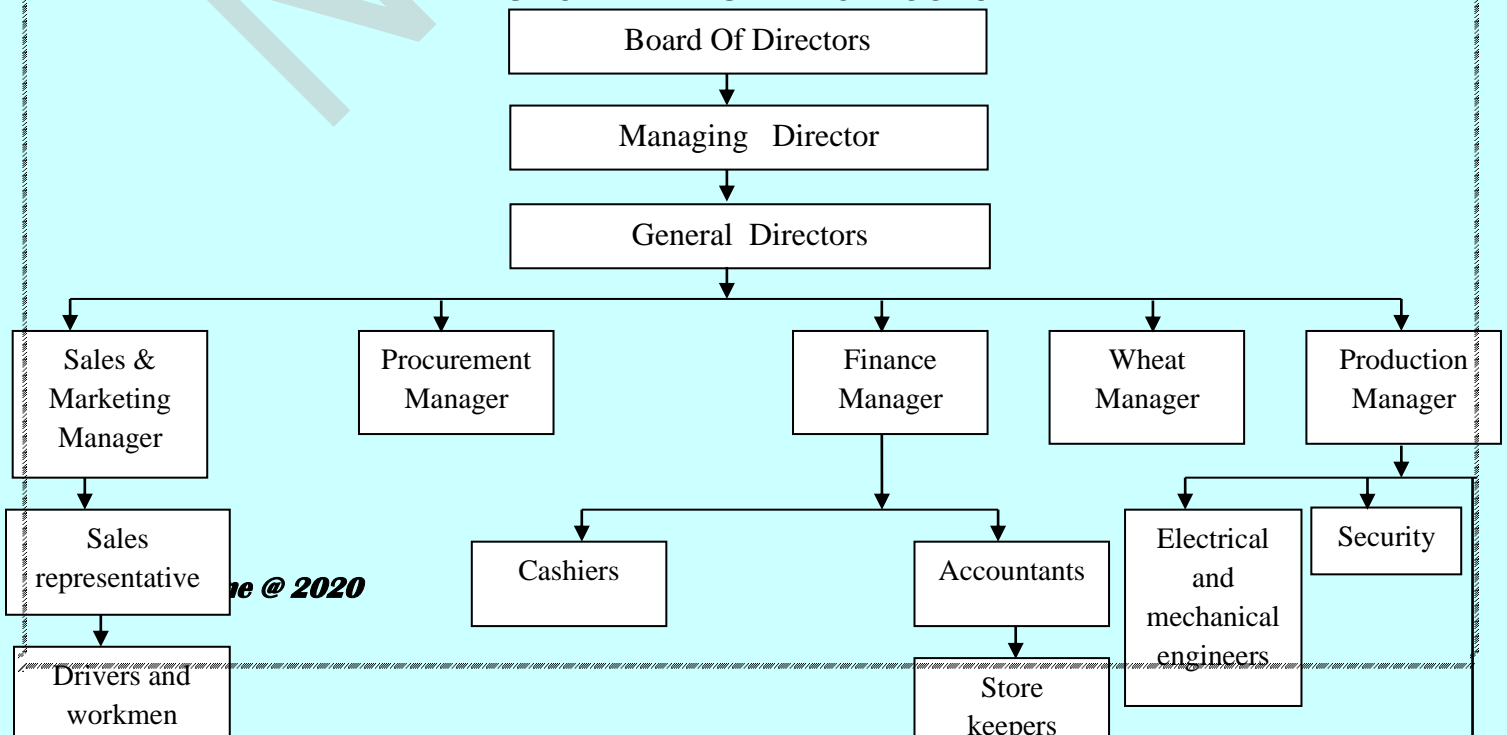 Board Of Directors
Managing Director
General Directors
Sales &
Marketing
Manager
Procurement
Manager
Finance
Manager
Wheat
Manager
Production
Manager
Sales
representative
Cashiers
Accountants
Electrical
and
mechanical
engineers
Security
@ 2020
Drivers and
workmen
Store
keepers